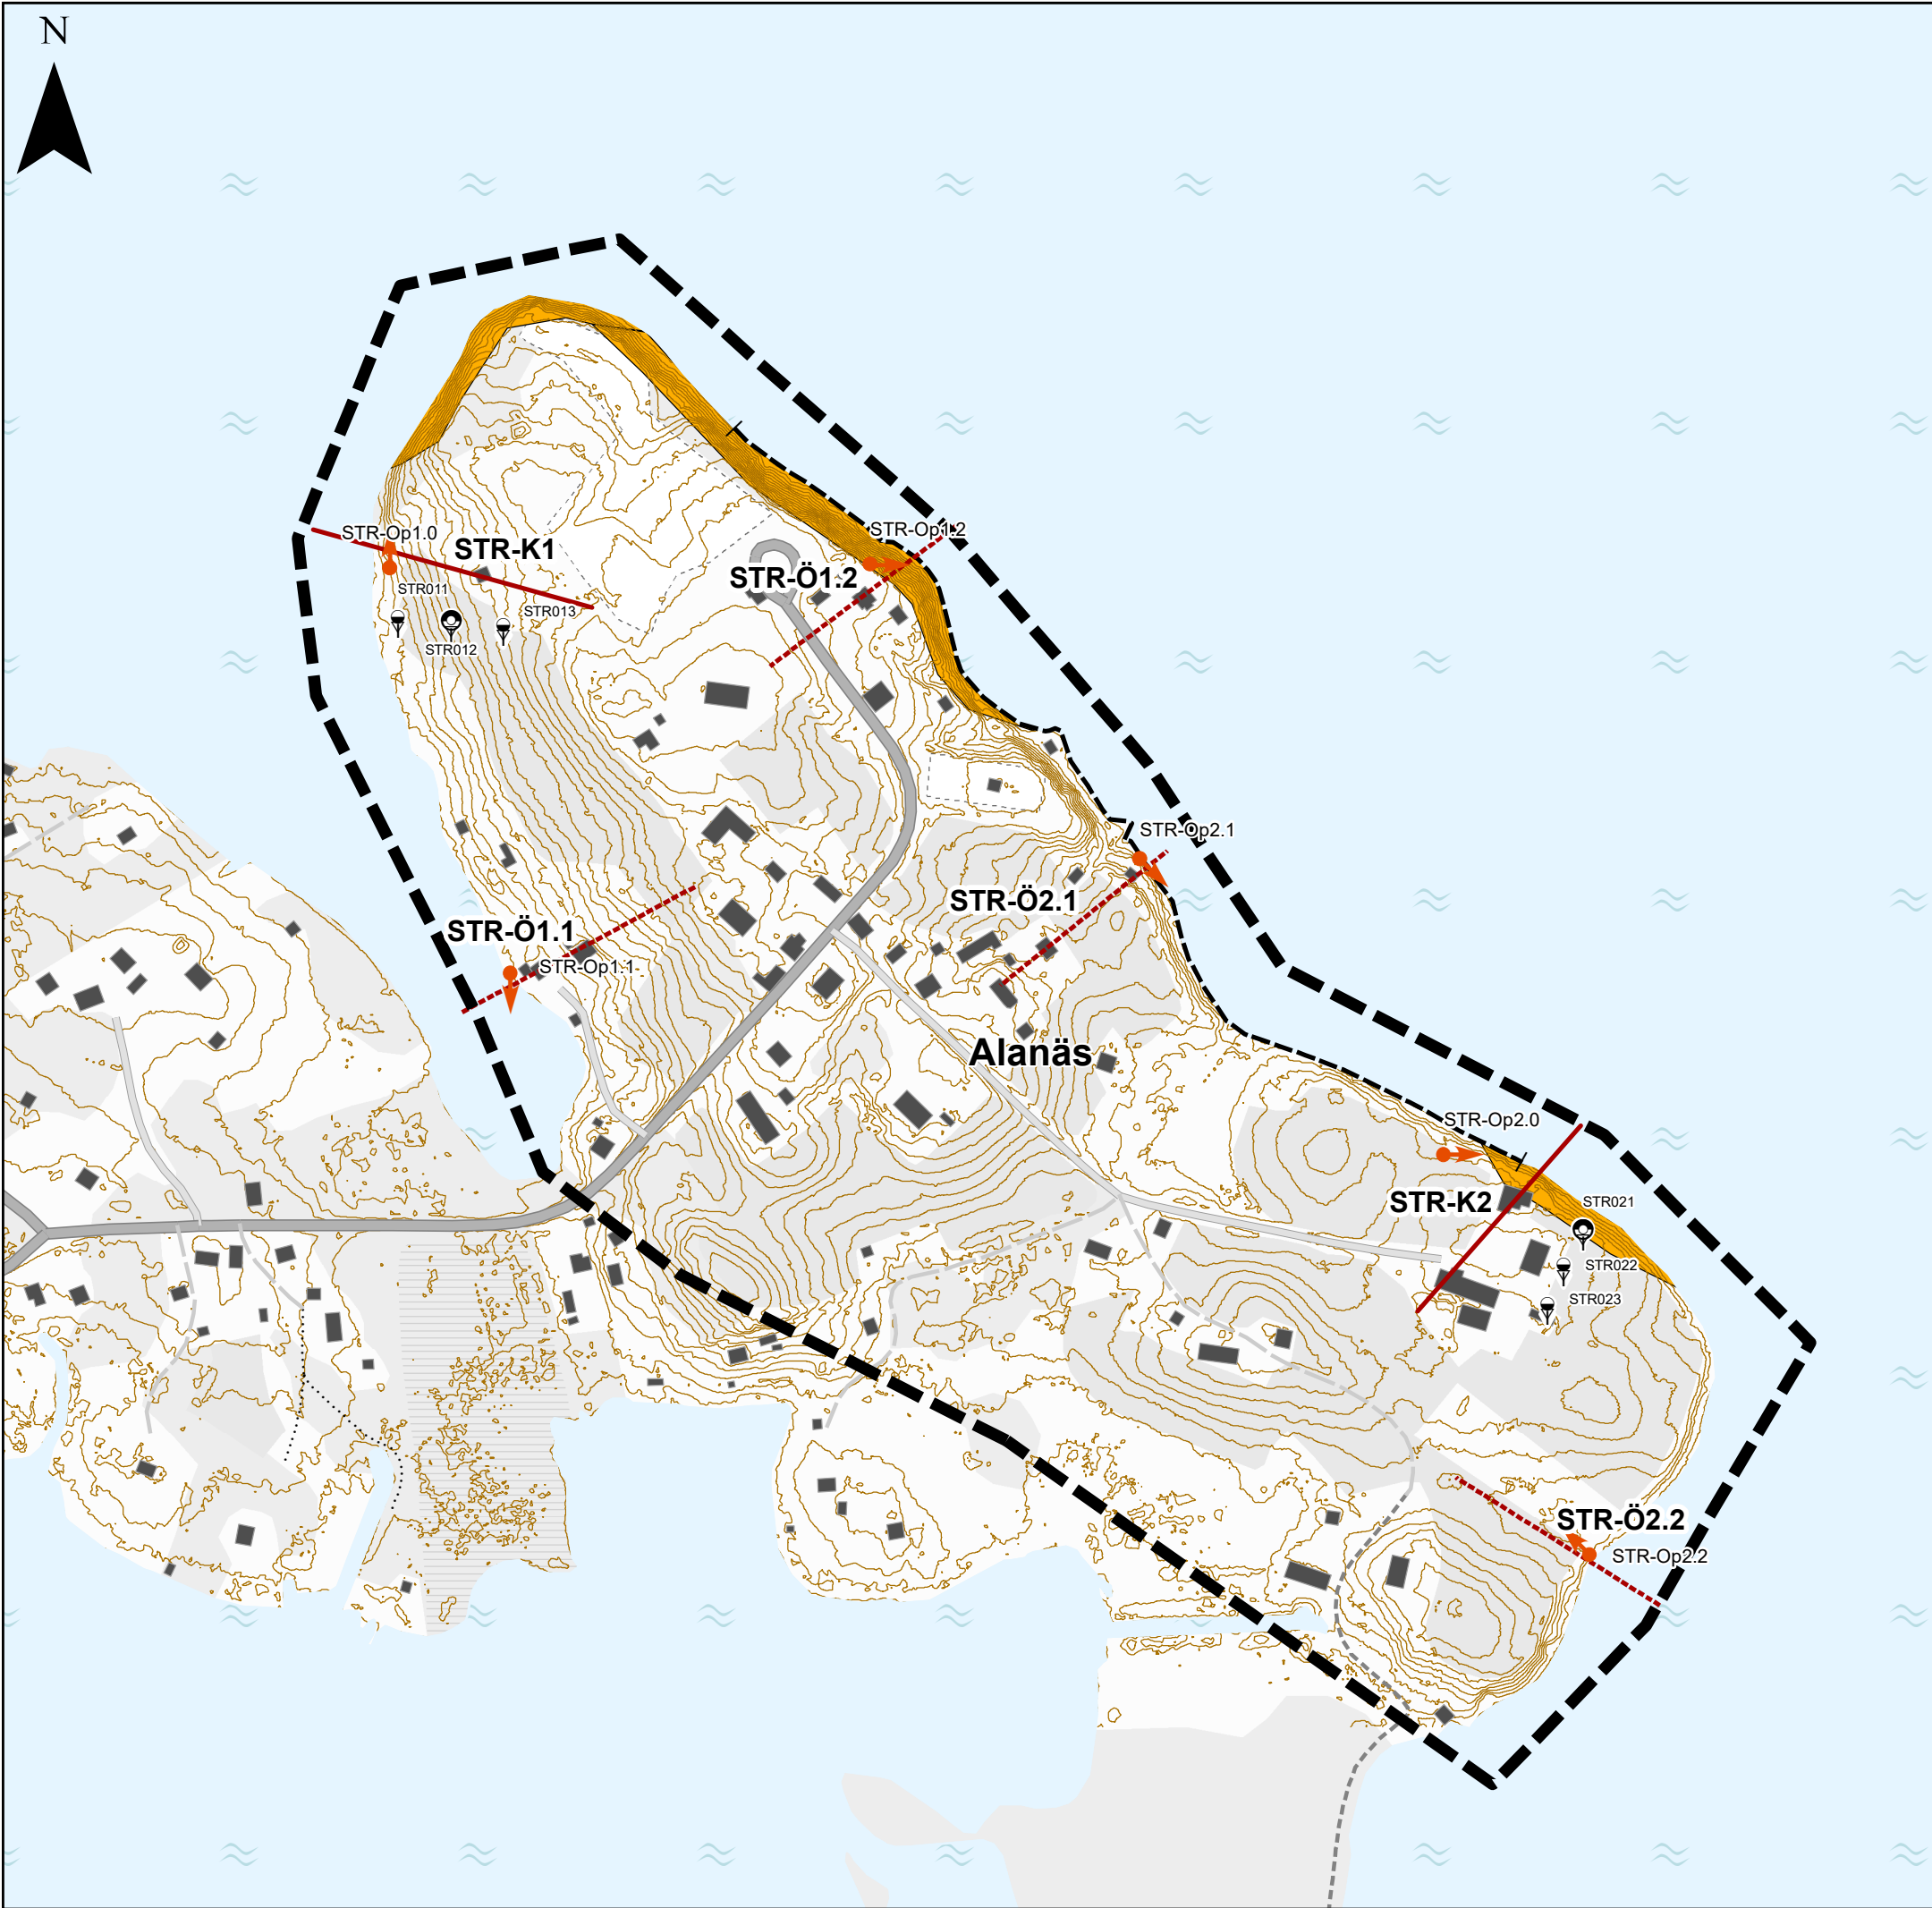 N
STR-Op1.0
STR-K1
STR-Op1.2
STR-Ö1.2
STR011
STR013
STR012
STR-Op2.1
STR-Ö2.1
STR-Ö1.1
STR-Op1.1
Alanäs
STR-Op2.0
STR-K2
STR021
STR022
STR023
STR-Ö2.2
STR-Op2.2